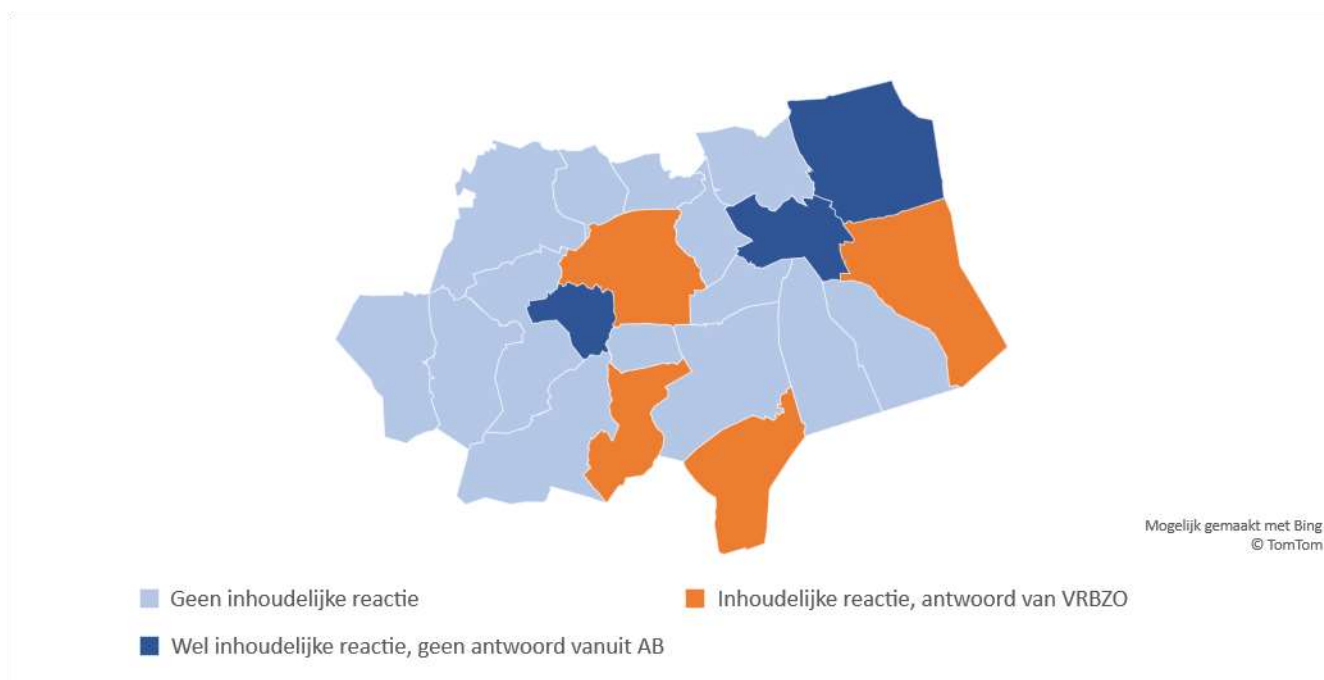 Mogelijk gemaakt met Bing
© TomTom
Geen inhoudelijke reactie
Inhoudelijke reactie, antwoord van VRBZO
Wel inhoudelijke reactie, geen antwoord vanuit AB